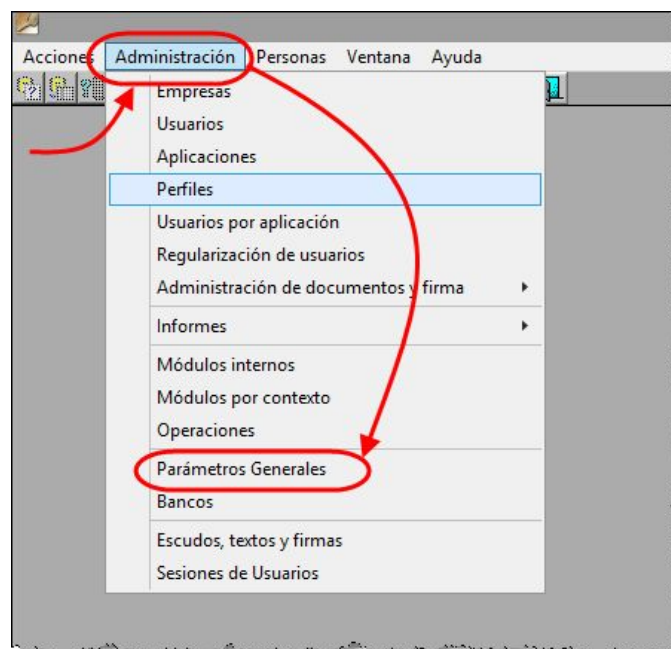 Acciones Administración Personas Ventana Ayuda
Empresas
Usuarios
Aplicaciones
Perfiles
Usuarios por aplicación
Regularización de usuarios
Administración de documentos y firma
Informes
Módulos internos
Módulos por contexto
Operaciones
Parámetros Generales
Bancos
Escudos, textos y firmas
Sesiones de Usuarios